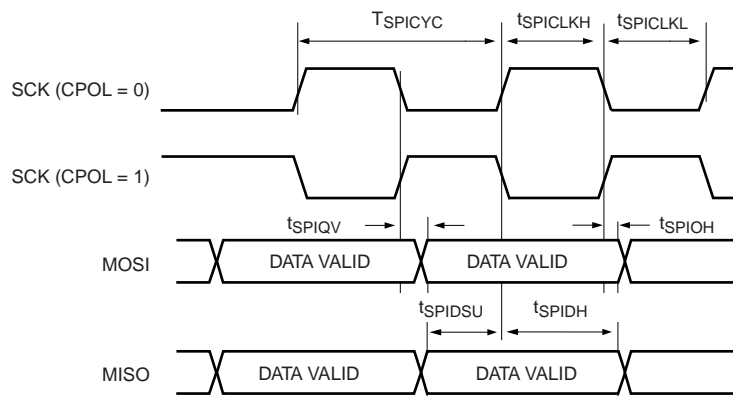 TSPICYC tSPICLKH tSPICLKL
SCK (CPOL = 0)
SCK (CPOL = 1)
tSPIQV tSPIOH
MOSI DATA VALID DATA VALID
tSPIDSU tSPIDH
MISO DATA VALID DATA VALID